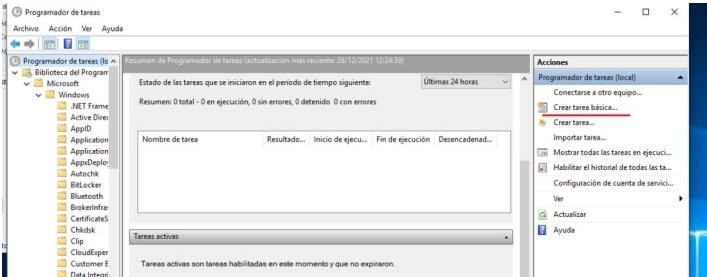 Programador de tareas
Archivo Acción Ver Ayuda
Programador de tareas (lo
Biblioteca del Program
Microsoft
Windows
.NET Frame
Active Direc
AppID
Application
Application
AppxDeploy
Autochk
BitLocker
Bluetooth
BrokerInfras
CertificateS
Chkdsk
Clip
CloudExper
Customer E
Data Integri
Resumen de Programador de tareas (actualización más reciente: 26/12/2021 12:24:39)
Estado de las tareas que se iniciaron en el período de tiempo siguiente:
Últimas 24 horas
Resumen: 0 total - 0 en ejecución, 0 sin errores, 0 detenido 0 con errores
Nombre de tarea Resultado... Inicio de ejecu... Fin de ejecución Desencadenad...
Tareas activas
Tareas activas son tareas habilitadas en este momento y que no expiraron.
Acciones
Programador de tareas (local)
Conectarse a otro equipo...
Crear tarea básica...
Crear tarea...
Importar tarea...
Mostrar todas las tareas en ejecuci...
Habilitar el historial de todas las ta...
Configuración de cuenta de servici...
Ver
Actualizar
Ayuda